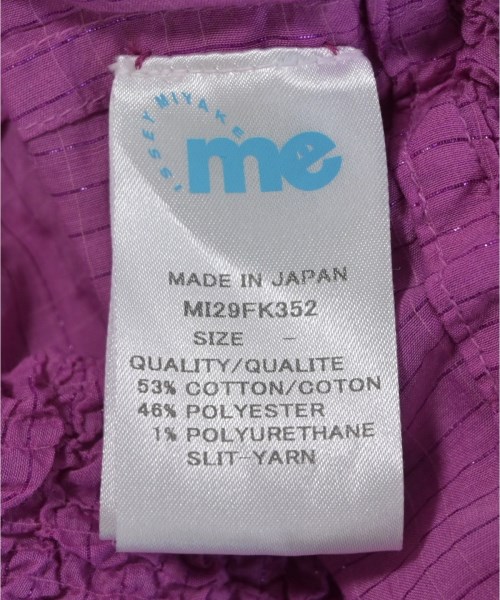 ISSEY MIYAKE
me
MADE IN JAPAN
MI29FK352
SIZE –
QUALITY/QUALITE
53% COTTON/COTON
46% POLYESTER
1% POLYURETHANE
SLIT-YARN